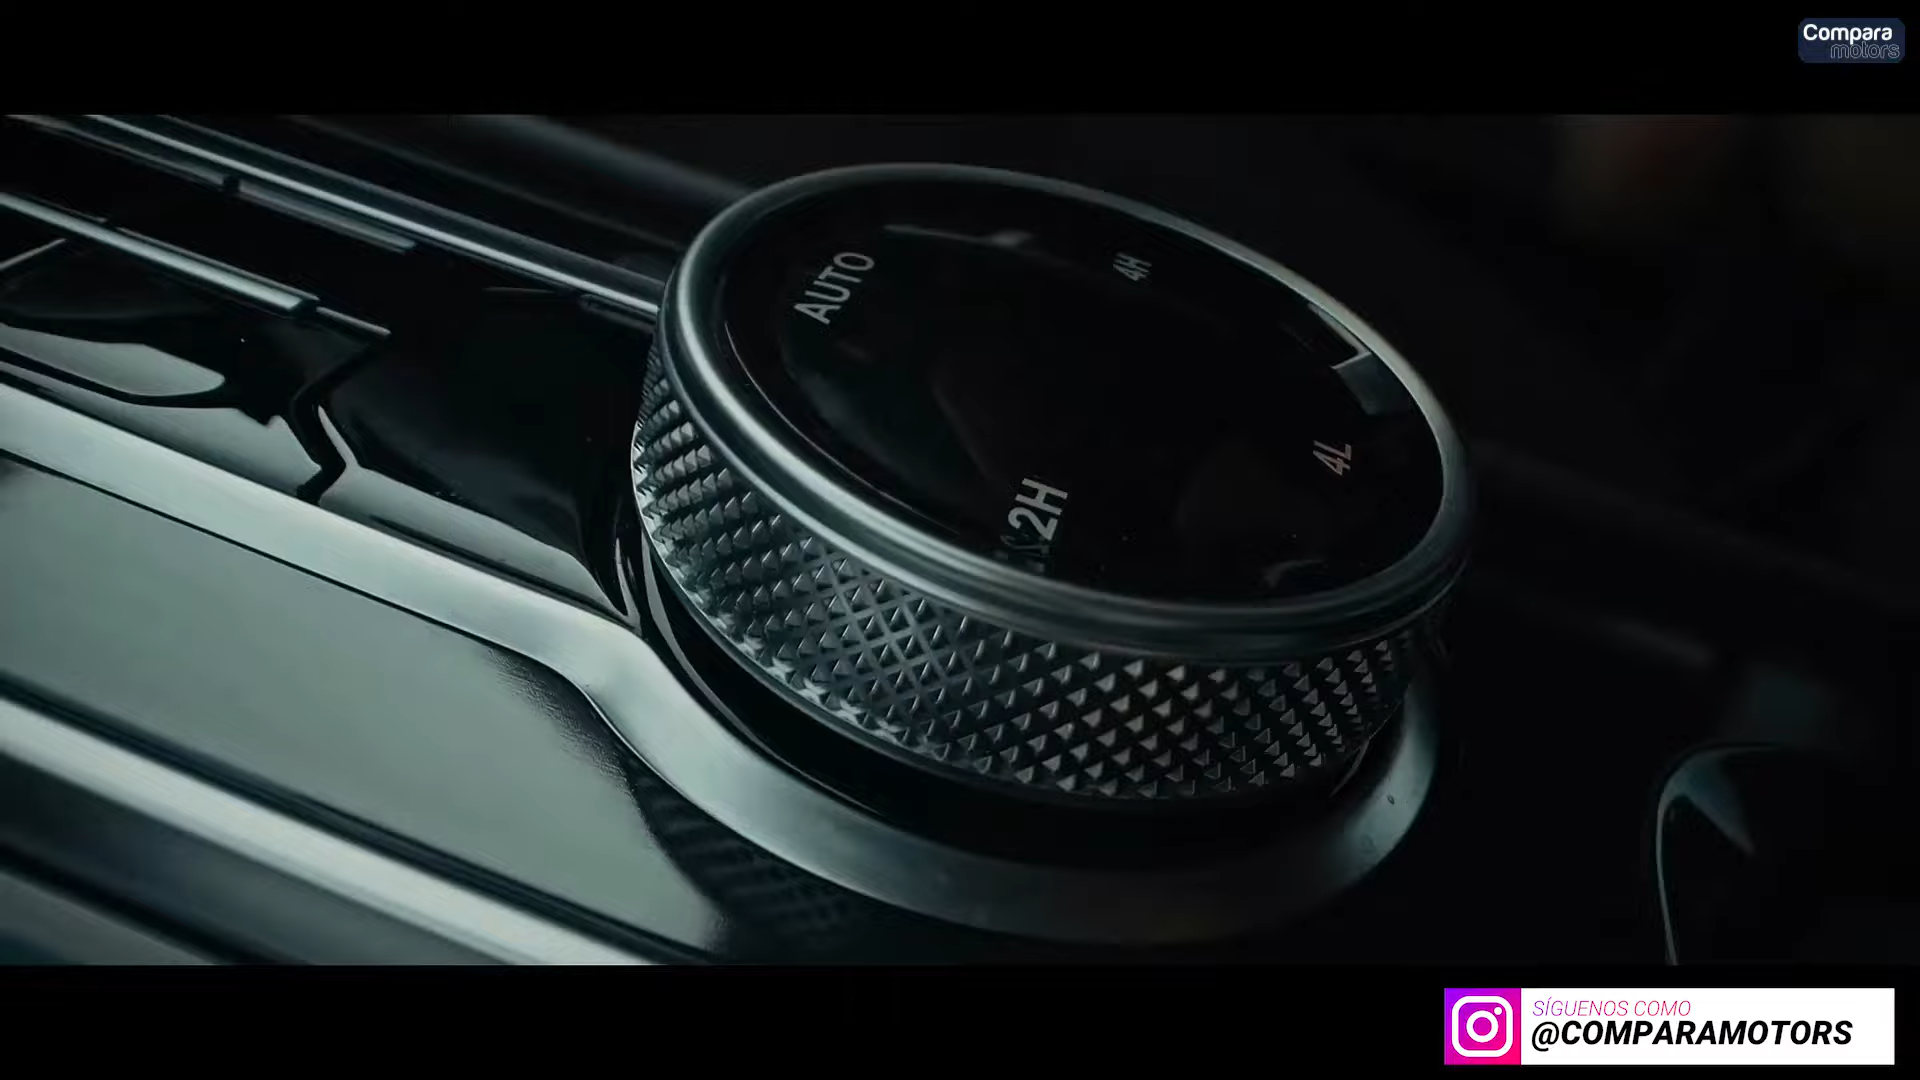 Compara
motors
AUTO
4H
4L
2H
SÍGUENOS COMO
@COMPARAMOTORS